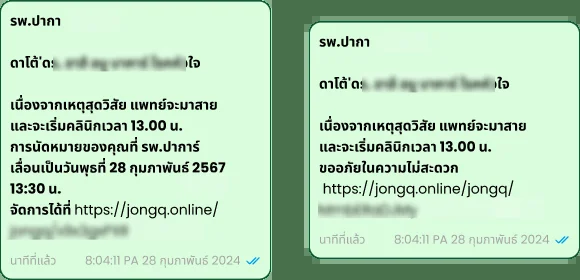 รพ.ปากา
ดาโต้'ดร
ใจ
เนื่องจากเหตุสุดวิสัย แพทย์จะมาสาย
และจะเริ่มคลินิกเวลา 13.00 น.
การนัดหมายของคุณที่ รพ.ปาการ์
เลื่อนเป็นวันพุธที่ 28 กุมภาพันธ์ 2567
13:30 น.
จัดการได้ที่ https://jongq.online/
นาทีที่แล้ว 8:04:11 PA 28 กุมภาพันธ์ 2024
รพ.ปากา
ดาโต้'ดร
ใจ
เนื่องจากเหตุสุดวิสัย แพทย์จะมาสาย
และจะเริ่มคลินิกเวลา 13.00 น.
ขออภัยในความไม่สะดวก
https://jongq.online/jongq/
นาทีที่แล้ว 8:04:11 PA 28 กุมภาพันธ์ 2024